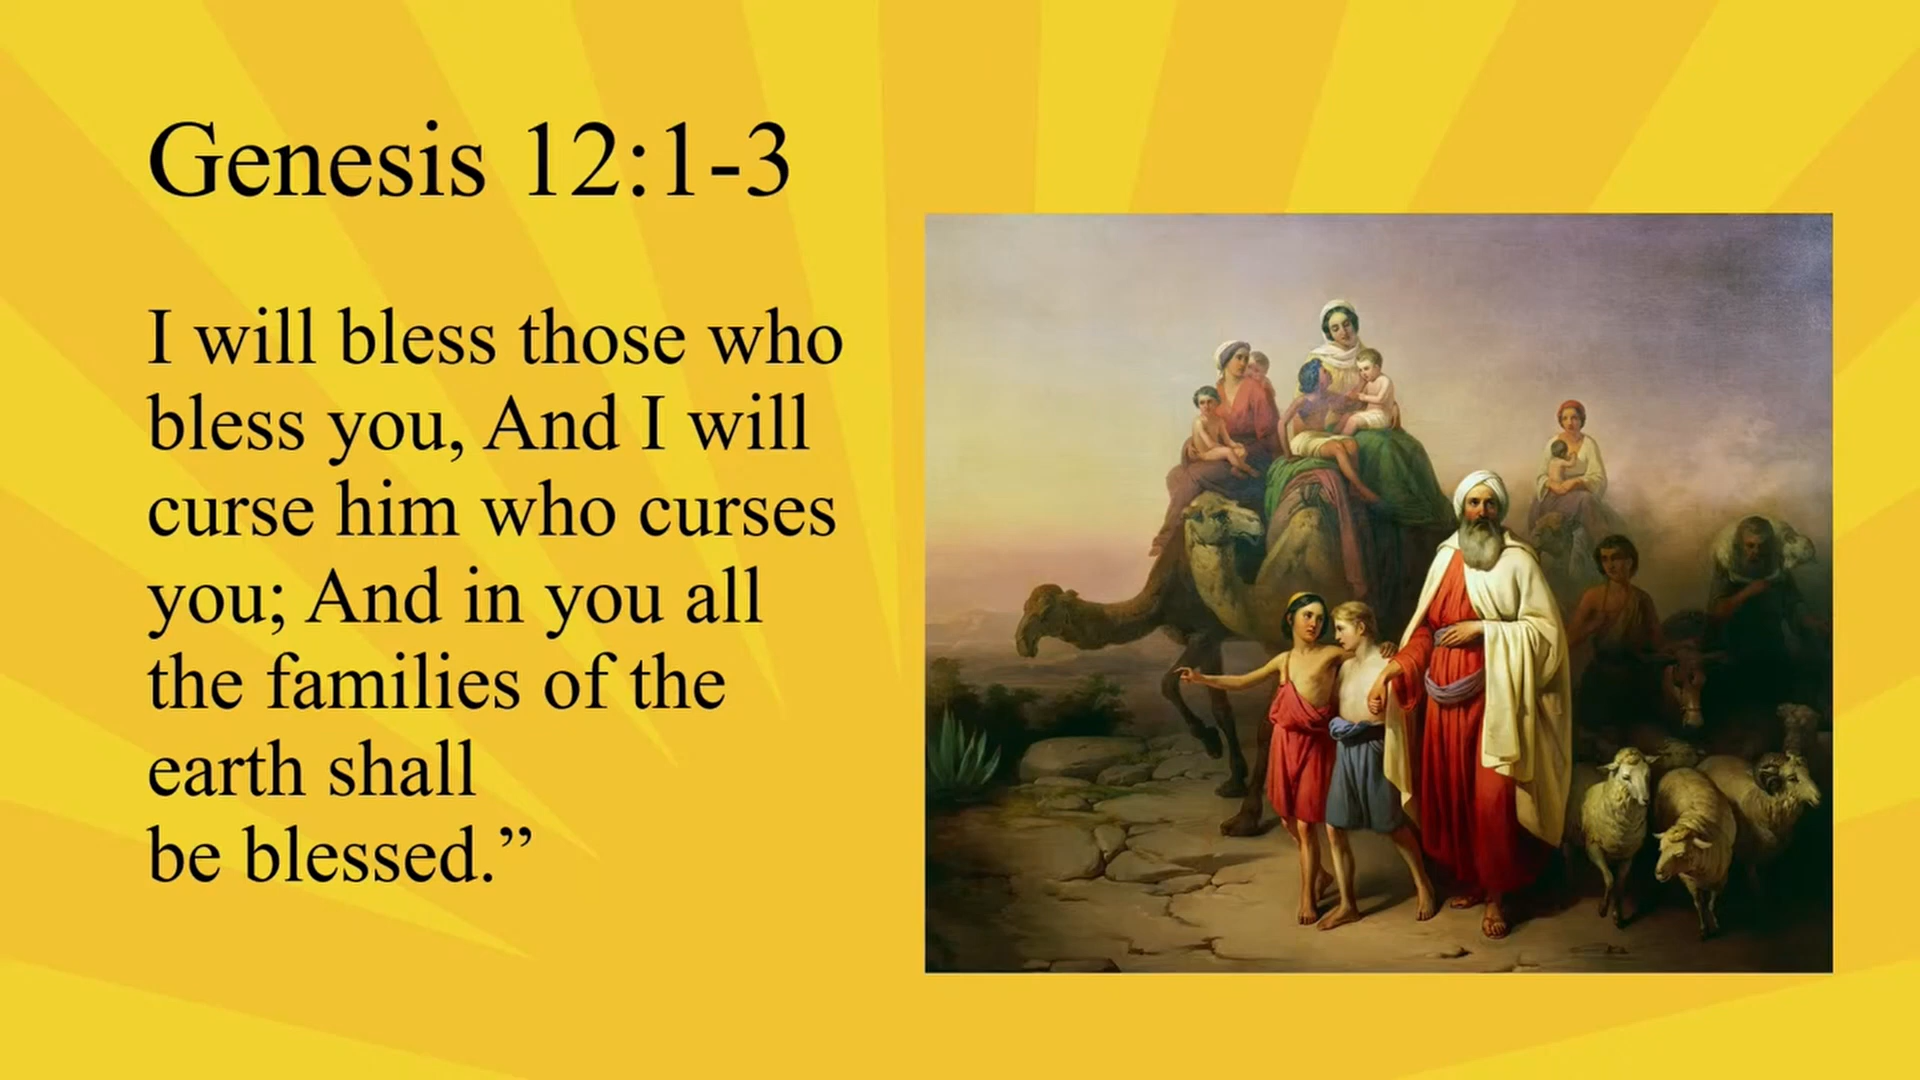 Genesis 12:1-3
I will bless those who
bless you, And I will
curse him who curses
you; And in you all
the families of the
earth shall
be blessed.”